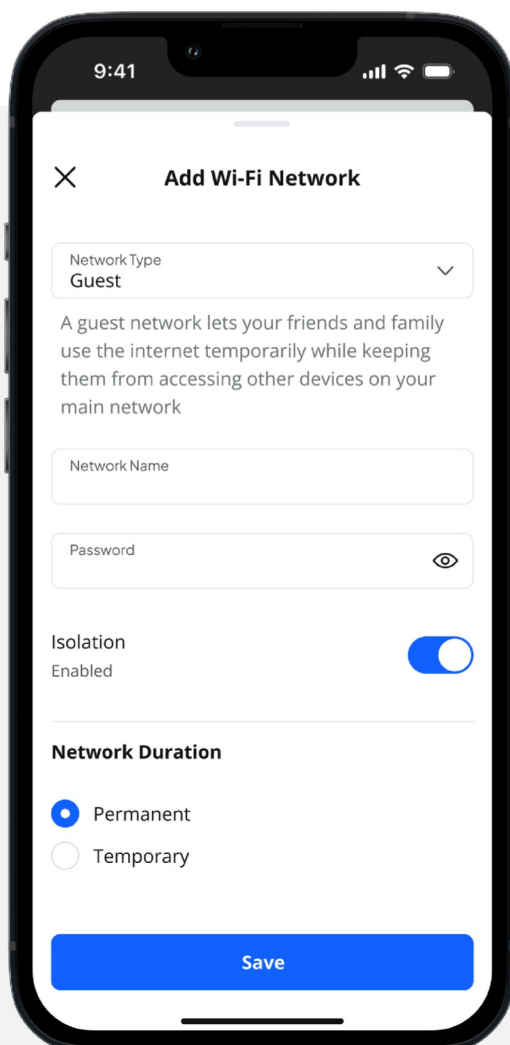 9:41
Add Wi-Fi Network
Network Type
Guest
A guest network lets your friends and family
use the internet temporarily while keeping
them from accessing other devices on your
main network
Network Name
Password
Isolation
Enabled
Network Duration
Permanent
Temporary
Save